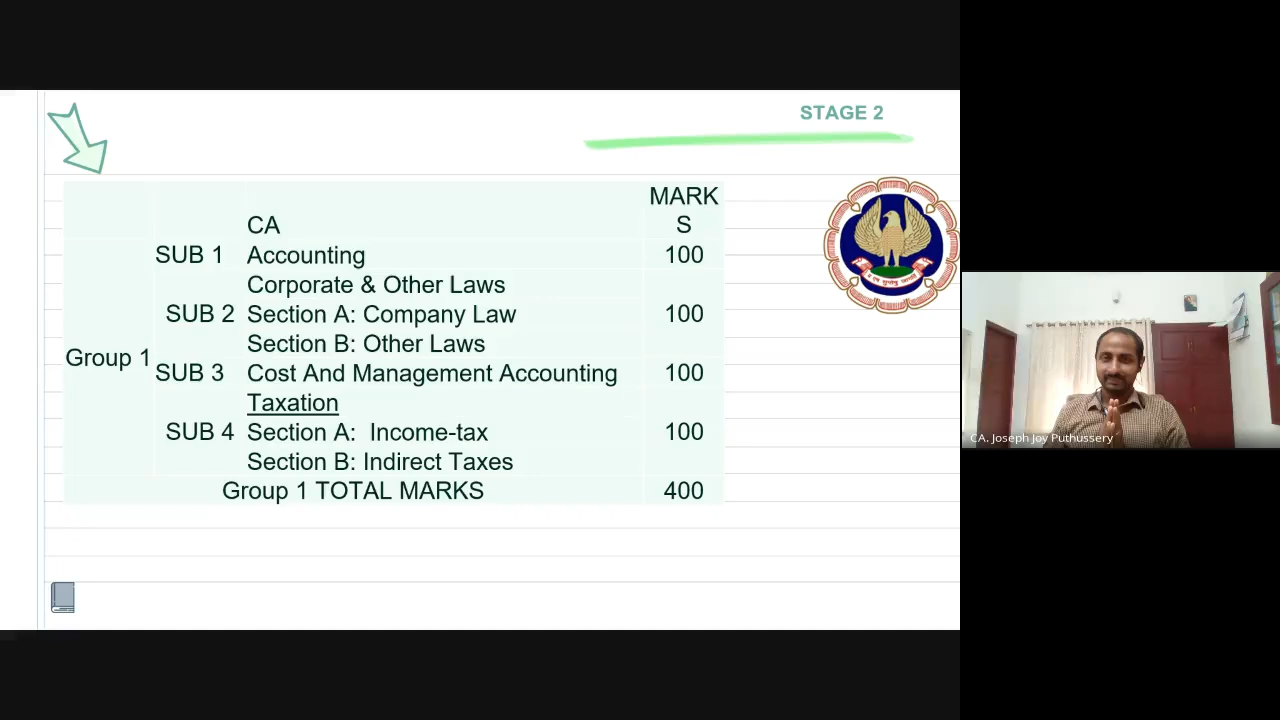 STAGE 2
MARK
S
CA
SUB 1 Accounting 100
Corporate & Other Laws
SUB 2 Section A: Company Law 100
Section B: Other Laws
Group 1
SUB 3 Cost And Management Accounting 100
Taxation
SUB 4 Section A: Income-tax 100
Section B: Indirect Taxes
Group 1 TOTAL MARKS 400
CA. Joseph Joy Puthussery